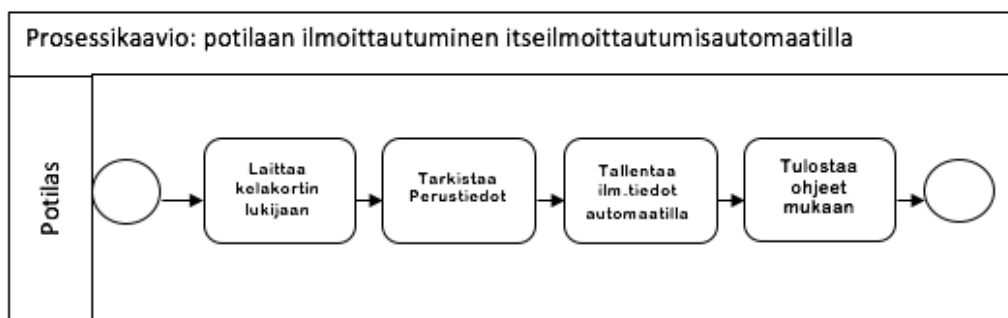 Prosessikaavio: potilaan ilmoittautuminen itseilmoittautumisautomaatilla
Potilas
Laittaa
kelakortin
lukijaan
Tarkistaa
Perustiedot
Tallentaa
ilm.tiedot
automaatilla
Tulostaa
ohjeet
mukaan